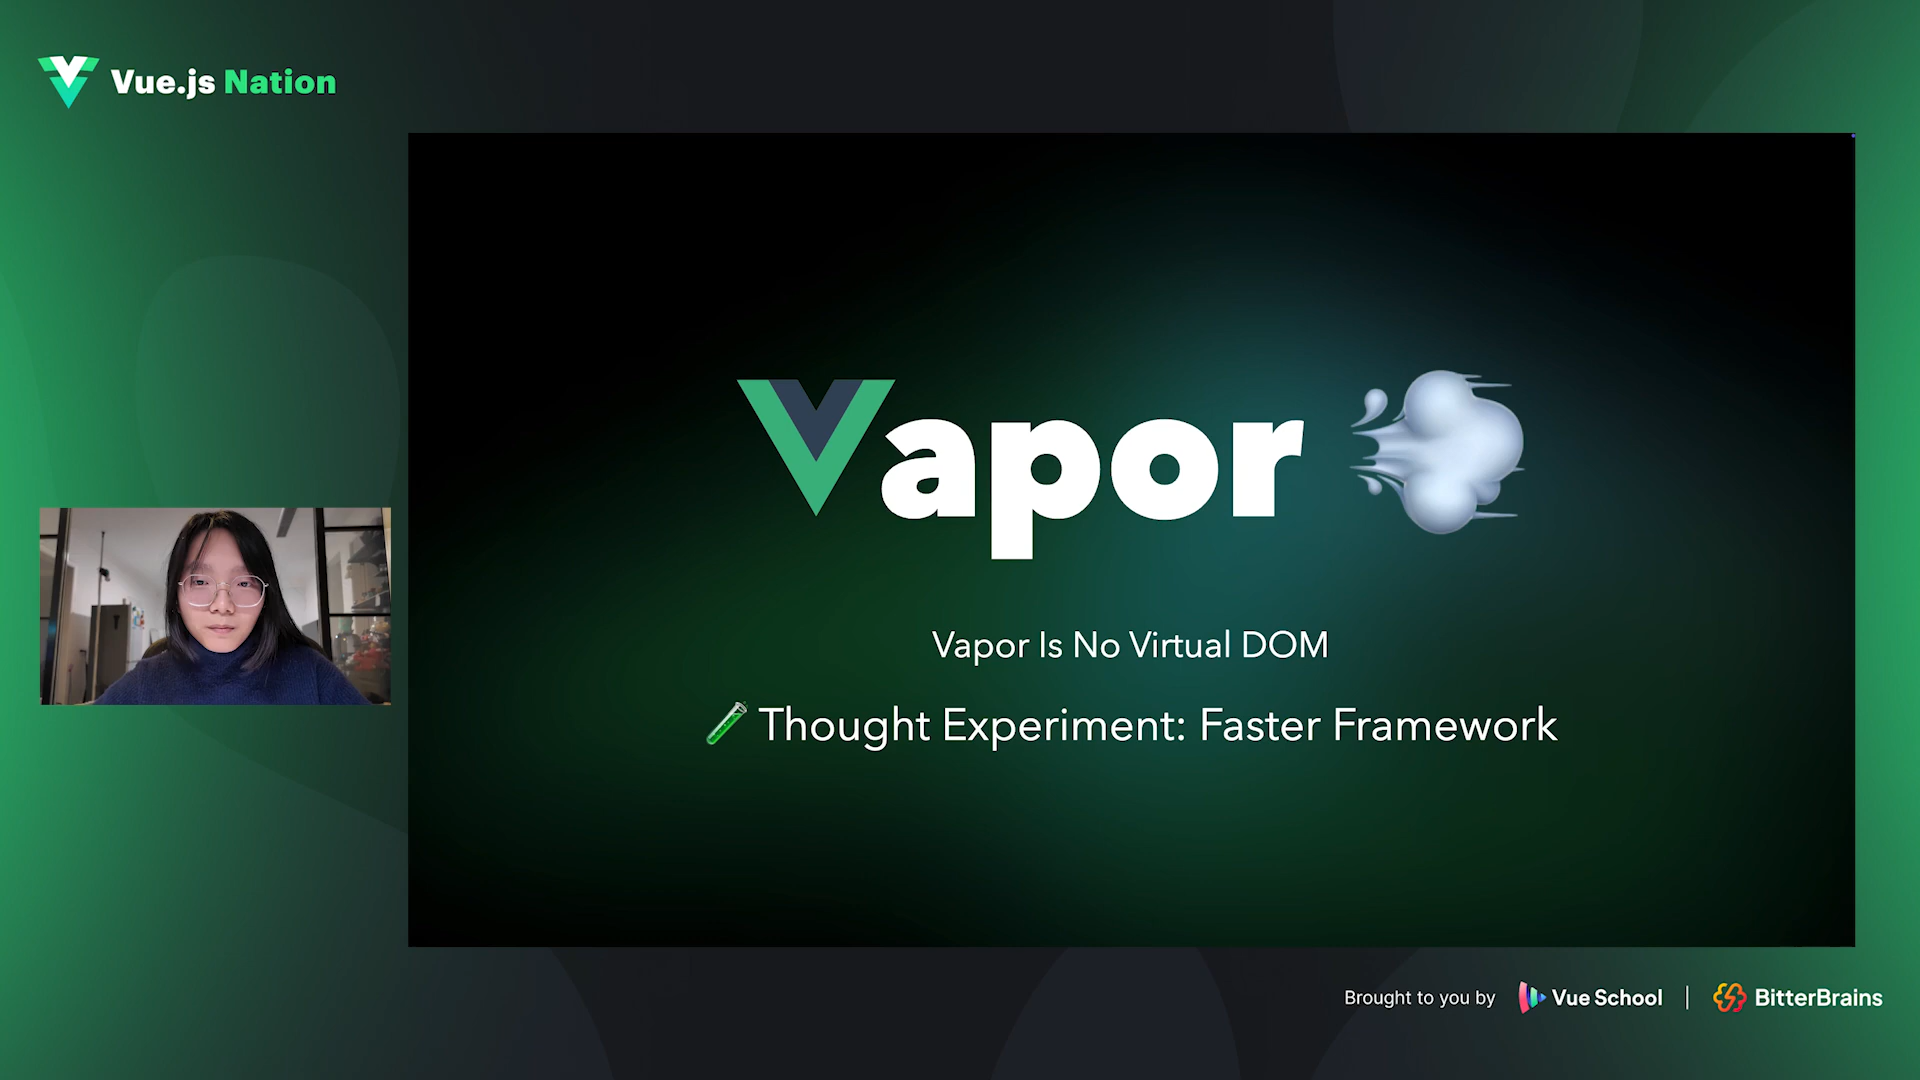 Vue.js Nation
Vapor
Vapor Is No Virtual DOM
Thought Experiment: Faster Framework
Brought to you by Vue School | BitterBrains